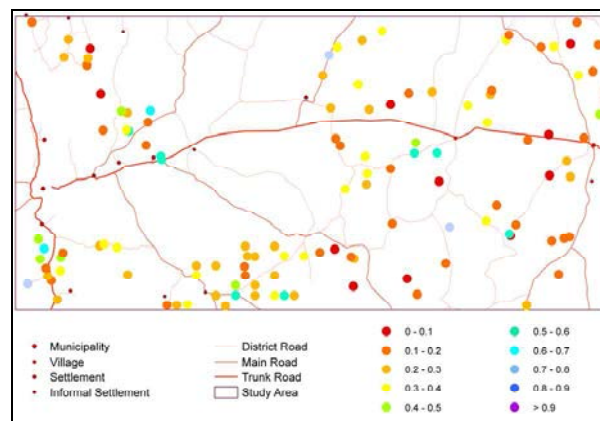 Municipality
Village
Settlement
Informal Settlement
District Road
Main Road
Trunk Road
Study Area
0 - 0.1
0.1 - 0.2
0.2 - 0.3
0.3 - 0.4
0.4 - 0.5
0.5 - 0.6
0.6 - 0.7
0.7 - 0.8
0.8 - 0.9
> 0.9